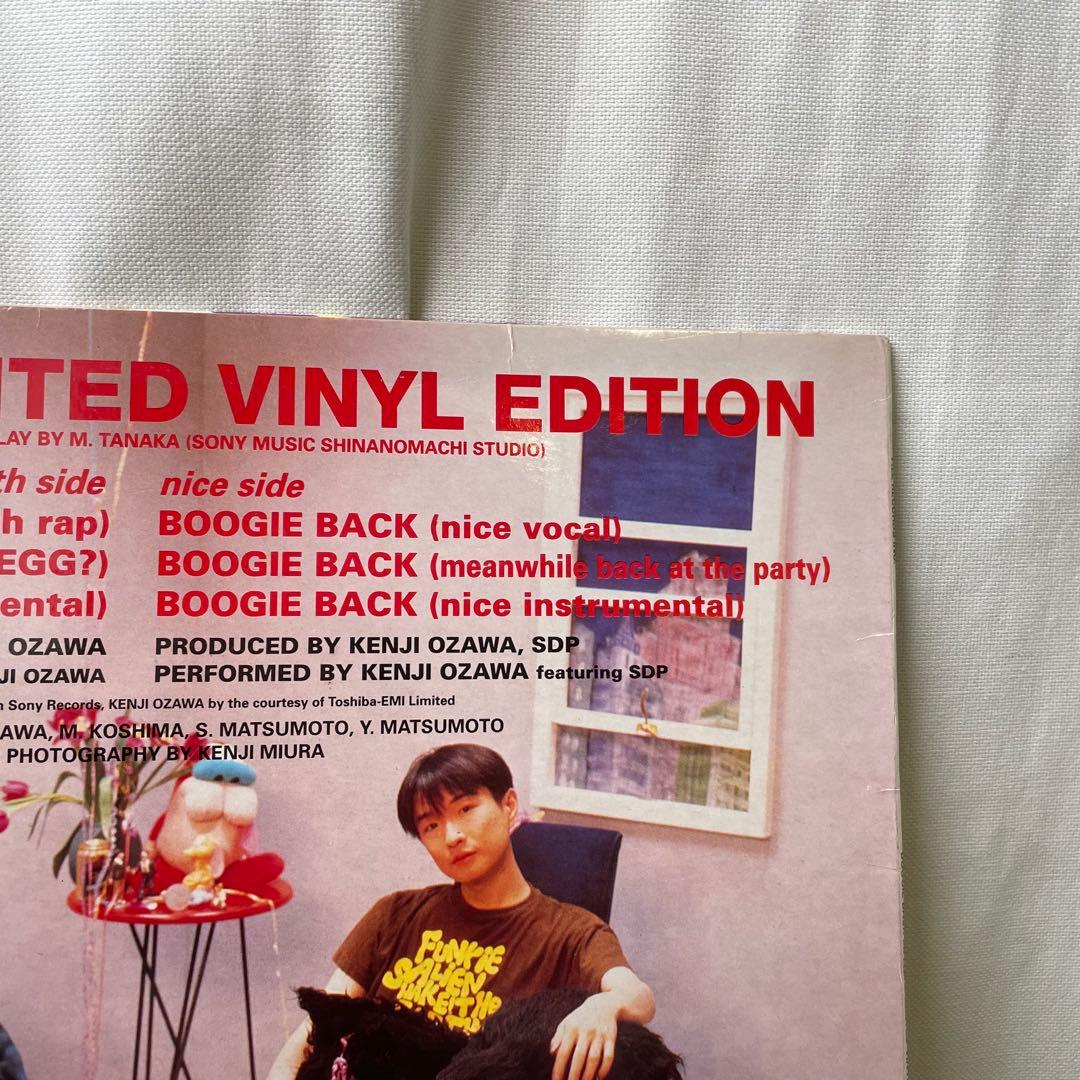 ITED VINYL EDITION
LAY BY M. TANAKA (SONY MUSIC SHINANOMACHI STUDIO)
th side nice side
h rap) BOOGIE BACK (nice vocal)
EGG?) BOOGIE BACK (meanwhile back at the party)
ental) BOOGIE BACK (nice instrumental)
OZAWA PRODUCED BY KENJI OZAWA, SDP
JI OZAWA PERFORMED BY KENJI OZAWA featuring SDP
Sony Records, KENJI OZAWA by the courtesy of Toshiba-EMI Limited
AWA, M. KOSHIMA, S. MATSUMOTO, Y. MATSUMOTO
PHOTOGRAPHY BY KENJI MIURA
FUNKIE